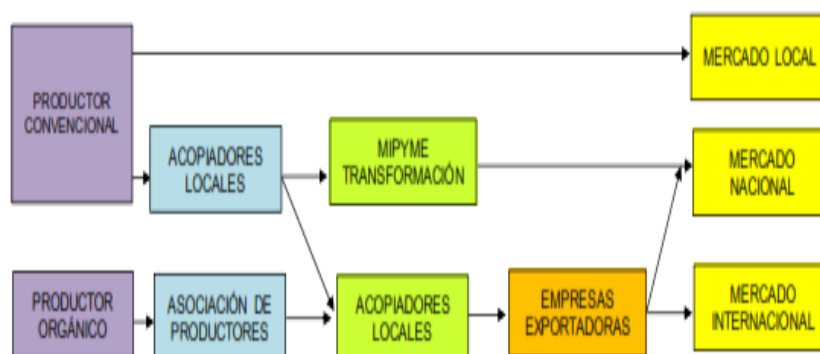 PRODUCTOR
CONVENCIONAL
MERCADO LOCAL
ACOPIADORES
LOCALES
MIPYME
TRANSFORMACIÓN
MERCADO
NACIONAL
PRODUCTOR
ORGÁNICO
ASOCIACIÓN DE
PRODUCTORES
ACOPIADORES
LOCALES
EMPRESAS
EXPORTADORAS
MERCADO
INTERNACIONAL